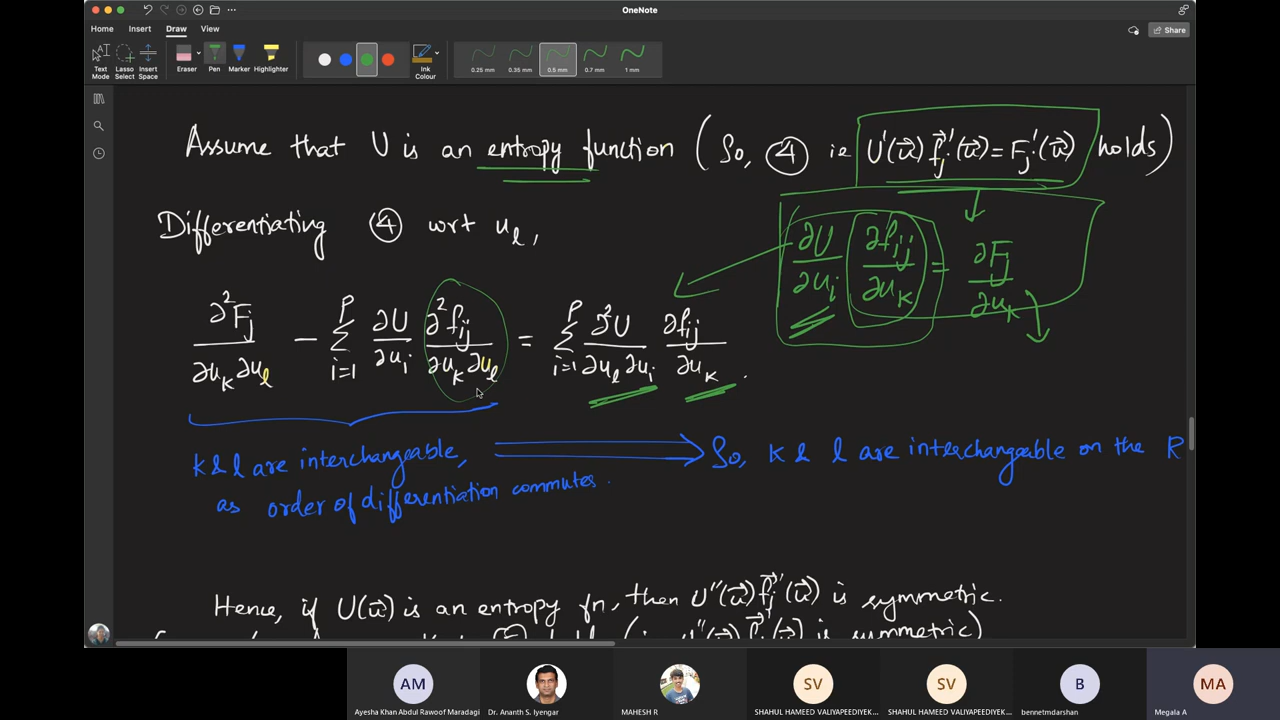 OneNote
Home Insert Draw View
Share
Text Mode
Lasso Select
Insert Space
Eraser
Pen
Marker
Highlighter
Ink Colour
0.25 mm
0.35 mm
0.5 mm
0.7 mm
1 mm
Assume that U is an entropy function (So, ④ ie U'(u⃗) f⃗j'(u⃗) = Fj'(u⃗) holds)
Differentiating ④ wrt uℓ,
∂U/∂ui ∂fij/∂uk = ∂Fj/∂uk
∂²Fj/∂uk∂uℓ − Σ_{i=1}^{P} ∂U/∂ui ∂²fij/∂uk∂uℓ = Σ_{i=1}^{P} ∂²U/∂uℓ∂ui ∂fij/∂uk .
k & l are interchangeable, ⟹ So, k & l are interchangeable on the R
as order of differentiation commutes.
Hence, if U(u⃗) is an entropy fn, then U''(u⃗) f⃗j'(u⃗) is symmetric.
is symmetric)
AM
SV
SV
B
MA
Ayesha Khan Abdul Rawoof Maradagi
Dr. Ananth S. Iyengar
MAHESH R
SHAHUL HAMEED VALIYAPEEDIYEK...
SHAHUL HAMEED VALIYAPEEDIYEK...
bennetmdarshan
Megala A